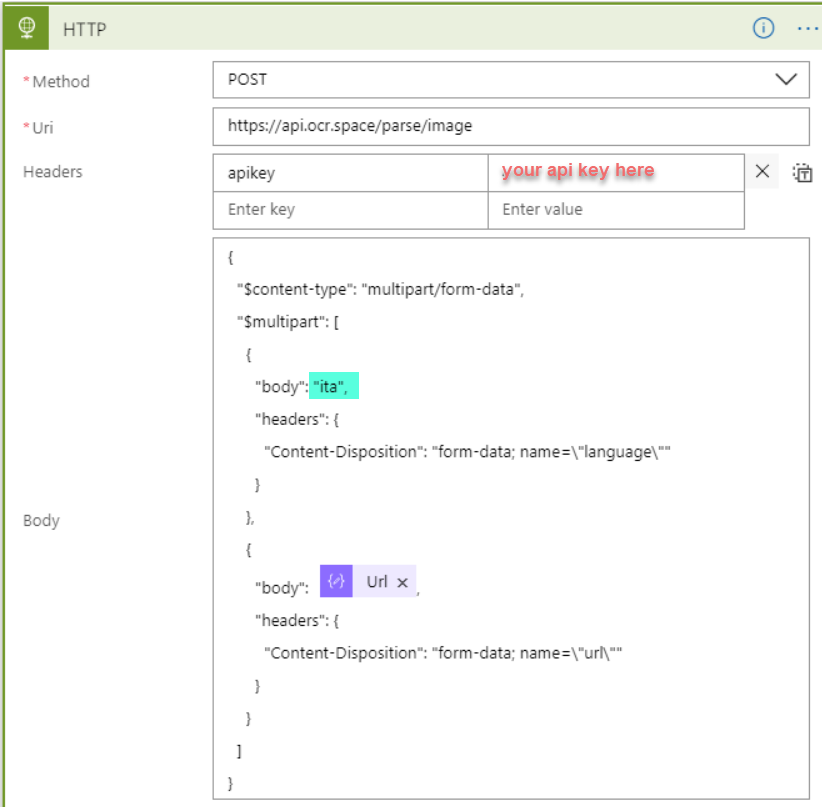 HTTP
* Method
POST
* Uri
https://api.ocr.space/parse/image
Headers
apikey
your api key here
Enter key
Enter value
Body
{
"$content-type": "multipart/form-data",
"$multipart": [
{
"body": "ita",
"headers": {
"Content-Disposition": "form-data; name=\"language\""
}
},
{
"body": Url ×,
"headers": {
"Content-Disposition": "form-data; name=\"url\""
}
}
]
}